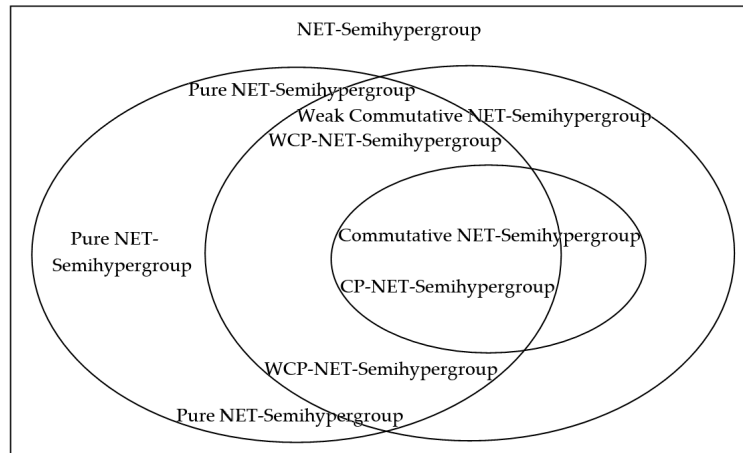 NET-Semihypergroup
Pure NET-Semihypergroup
Weak Commutative NET-Semihypergroup
WCP-NET-Semihypergroup
Pure NET-
Semihypergroup
Commutative NET-Semihypergroup
CP-NET-Semihypergroup
WCP-NET-Semihypergroup
Pure NET-Semihypergroup